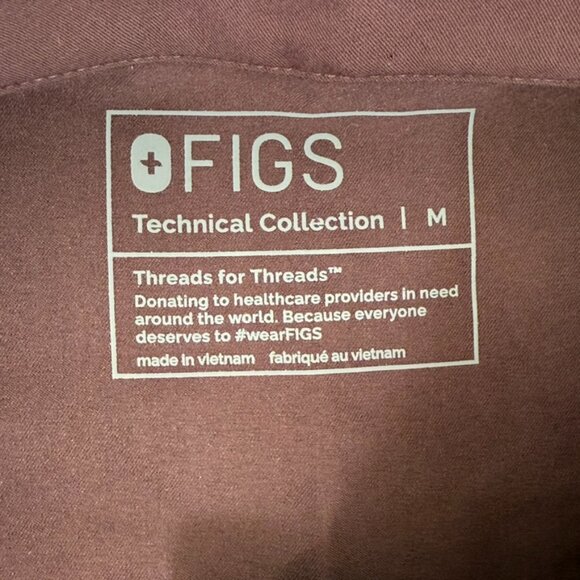 FIGS
Technical Collection | M
Threads for Threads™
Donating to healthcare providers in need
around the world. Because everyone
deserves to #wearFIGS
made in vietnam fabriqué au vietnam